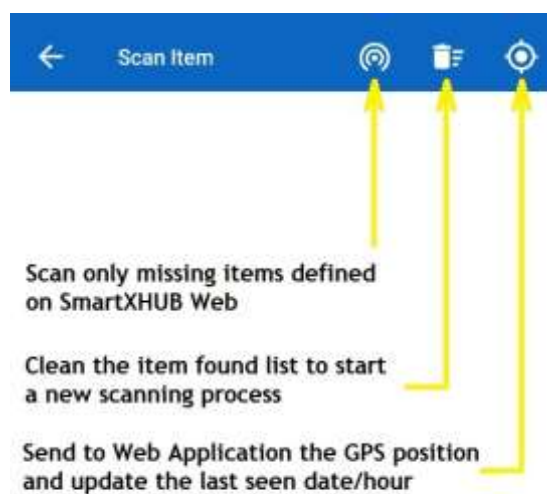 Scan Item
Scan only missing items defined
on SmartXHUB Web
Clean the item found list to start
a new scanning process
Send to Web Application the GPS position
and update the last seen date/hour